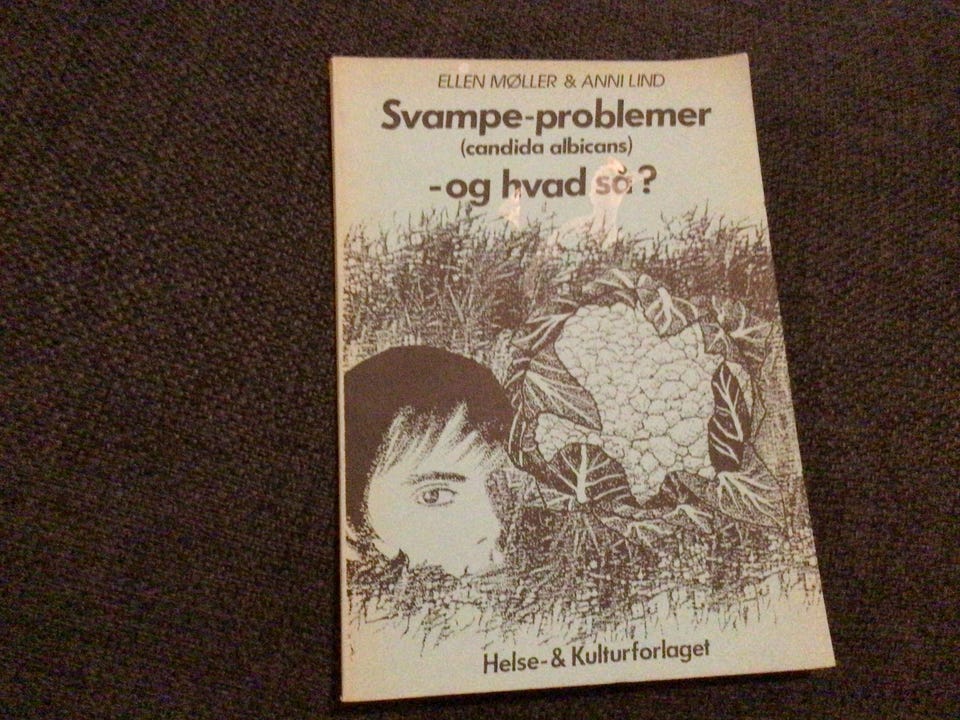 ELLEN MØLLER & ANNI LIND
Svampe-problemer
(candida albicans)
-og hvad så?
Helse-& Kulturforlaget